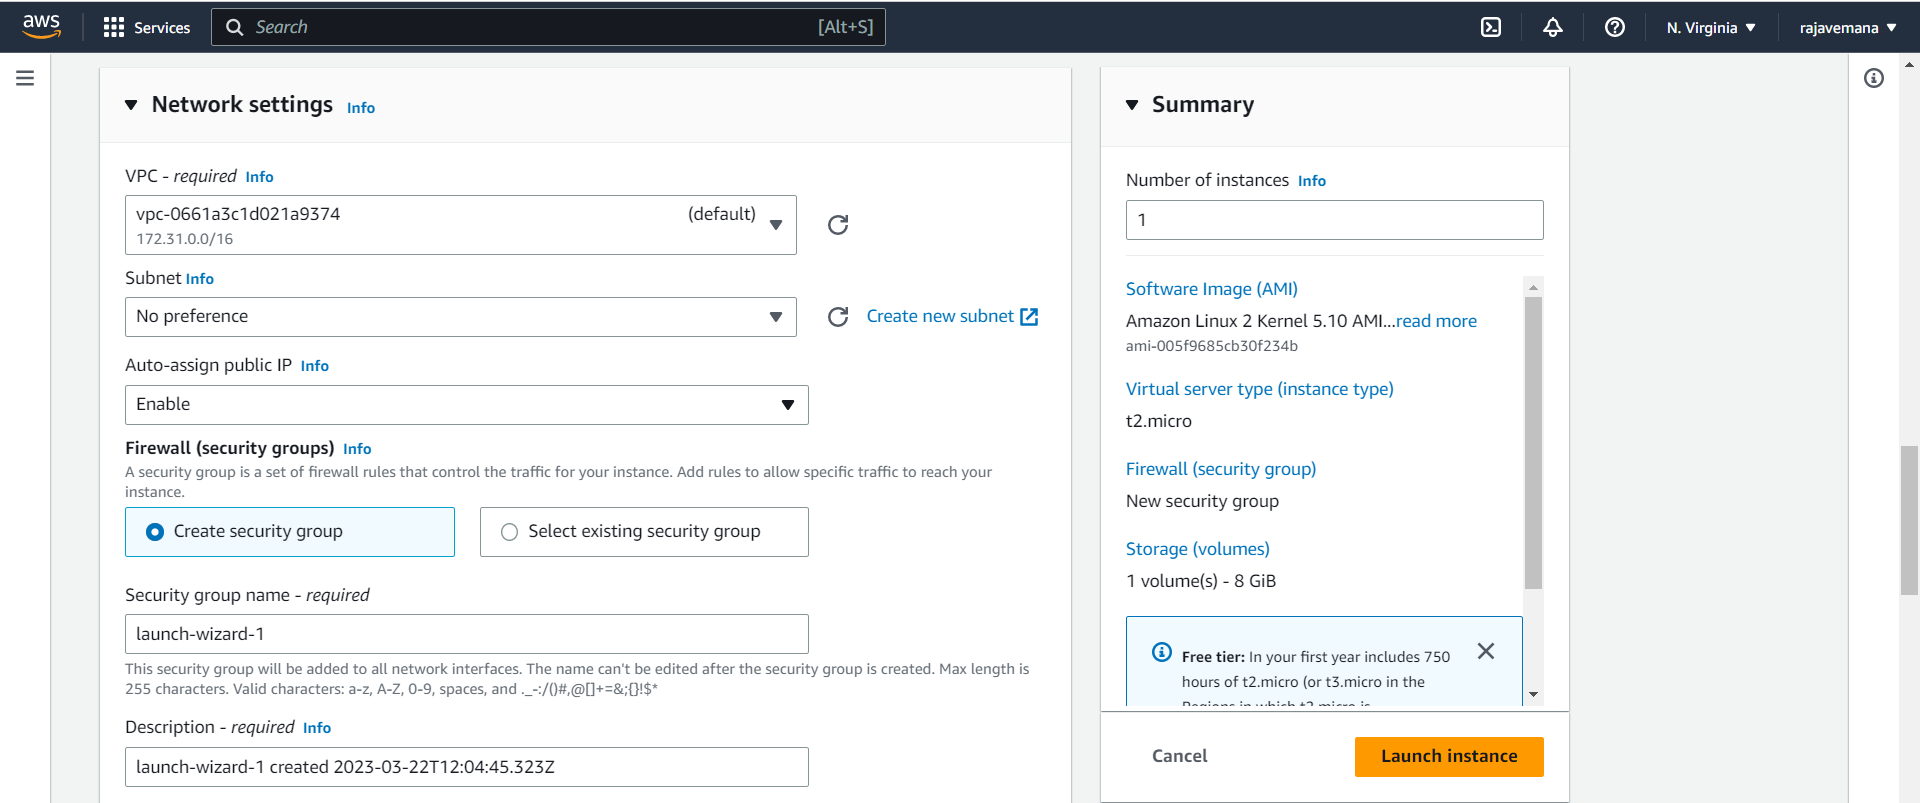 aws
Services
Search [Alt+S]
N. Virginia
rajavemana
Network settings Info
VPC - required Info
vpc-0661a3c1d021a9374 (default)
172.31.0.0/16
Subnet Info
No preference
Create new subnet
Auto-assign public IP Info
Enable
Firewall (security groups) Info
A security group is a set of firewall rules that control the traffic for your instance. Add rules to allow specific traffic to reach your
instance.
Create security group
Select existing security group
Security group name - required
launch-wizard-1
This security group will be added to all network interfaces. The name can't be edited after the security group is created. Max length is
255 characters. Valid characters: a-z, A-Z, 0-9, spaces, and ._-:/()#,@[]+=&;{}!$*
Description - required Info
launch-wizard-1 created 2023-03-22T12:04:45.323Z
Summary
Number of instances Info
1
Software Image (AMI)
Amazon Linux 2 Kernel 5.10 AMI...read more
ami-005f9685cb30f234b
Virtual server type (instance type)
t2.micro
Firewall (security group)
New security group
Storage (volumes)
1 volume(s) - 8 GiB
Free tier: In your first year includes 750
hours of t2.micro (or t3.micro in the
Regions in which t2.micro is
Cancel
Launch instance